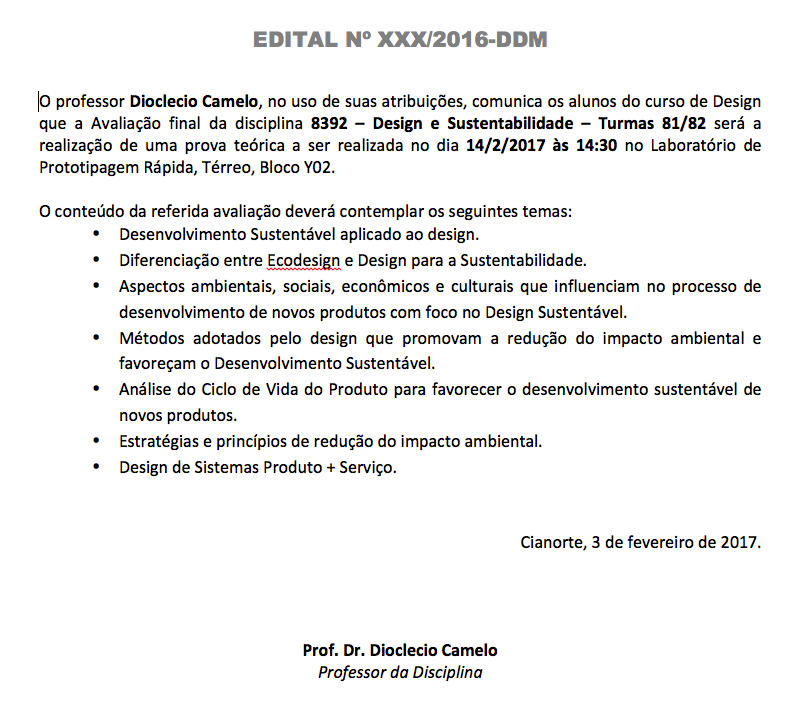 EDITAL Nº XXX/2016-DDM
O professor Dioclecio Camelo, no uso de suas atribuições, comunica os alunos do curso de Design
que a Avaliação final da disciplina 8392 – Design e Sustentabilidade – Turmas 81/82 será a
realização de uma prova teórica a ser realizada no dia 14/2/2017 às 14:30 no Laboratório de
Prototipagem Rápida, Térreo, Bloco Y02.
O conteúdo da referida avaliação deverá contemplar os seguintes temas:
• Desenvolvimento Sustentável aplicado ao design.
• Diferenciação entre Ecodesign e Design para a Sustentabilidade.
• Aspectos ambientais, sociais, econômicos e culturais que influenciam no processo de
desenvolvimento de novos produtos com foco no Design Sustentável.
• Métodos adotados pelo design que promovam a redução do impacto ambiental e
favoreçam o Desenvolvimento Sustentável.
• Análise do Ciclo de Vida do Produto para favorecer o desenvolvimento sustentável de
novos produtos.
• Estratégias e princípios de redução do impacto ambiental.
• Design de Sistemas Produto + Serviço.
Cianorte, 3 de fevereiro de 2017.
Prof. Dr. Dioclecio Camelo
Professor da Disciplina